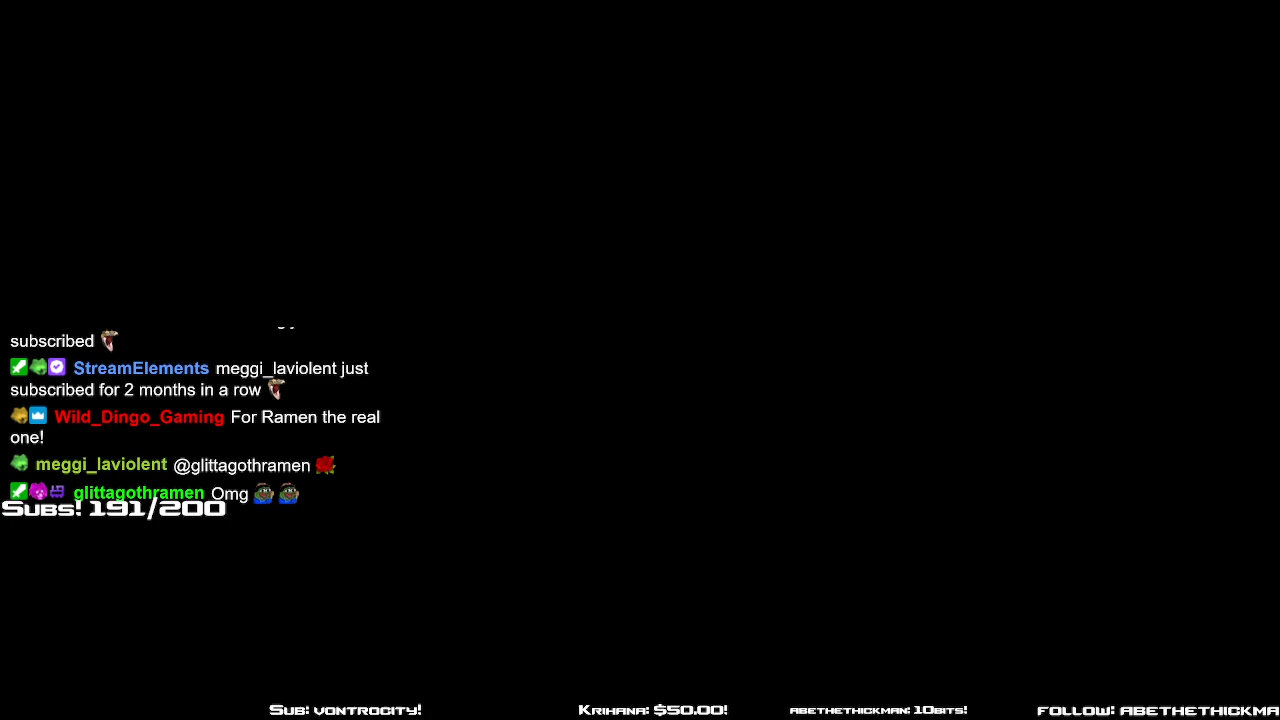 subscribed
StreamElements meggi_laviolent just
subscribed for 2 months in a row
Wild_Dingo_Gaming For Ramen the real
one!
meggi_laviolent @glittagothramen
glittagothramen Omg
Subs! 191/200
Sub: vontrocity!
Krihana: $50.00!
abethethickman: 10bits!
Follow: abethethickma